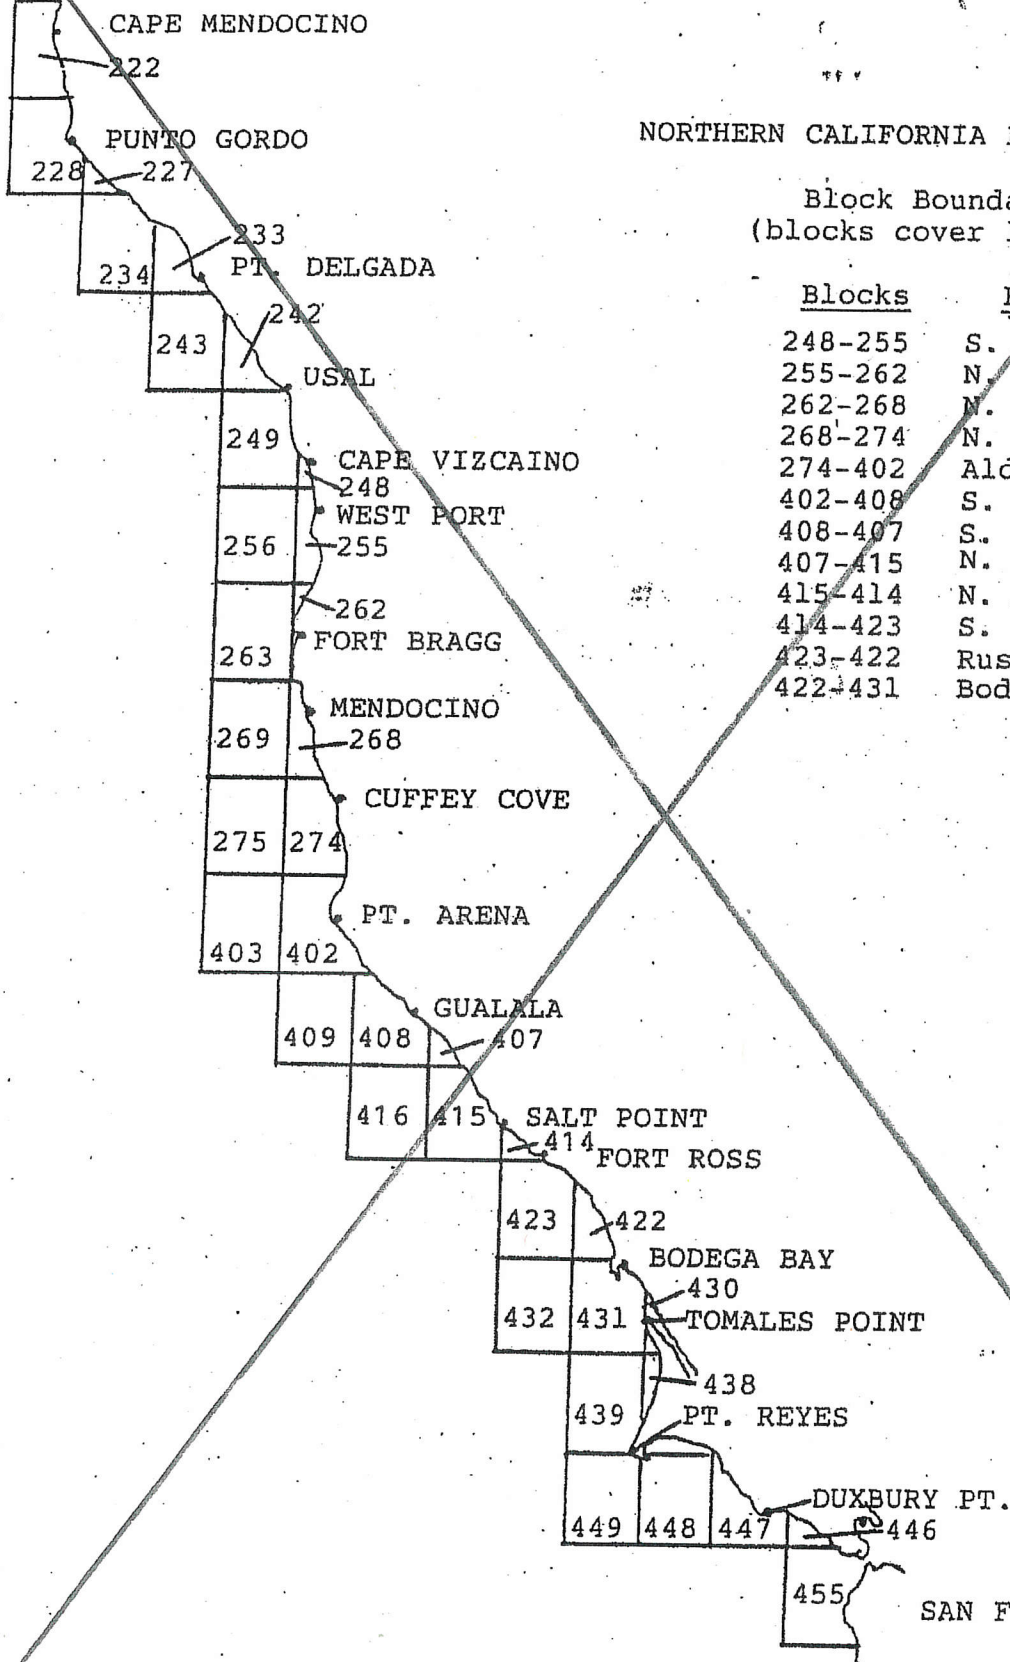 CAPE MENDOCINO
222
NORTHERN CALIFORNIA
PUNTO GORDO
228 227
Block
(blocks cover
233
234 PT. DELGADA
Blocks
242
243
248-255 S.
255-262 N.
262-268 N.
268-274 N.
274-402
402-408 S.
408-407 S.
407-415 N.
415-414 N.
414-423 S.
423-422
422-431
USAL
249
CAPE VIZCAINO
248
WEST PORT
256 255
262
FORT BRAGG
263
MENDOCINO
269 268
CUFFEY COVE
275 274
PT. ARENA
403 402
GUALALA
409 408 407
416 415 SALT POINT
414 FORT ROSS
423 422
BODEGA BAY
430
432 431 TOMALES POINT
438
439 PT. REYES
DUXBURY PT.
449 448 447 446
455
SAN